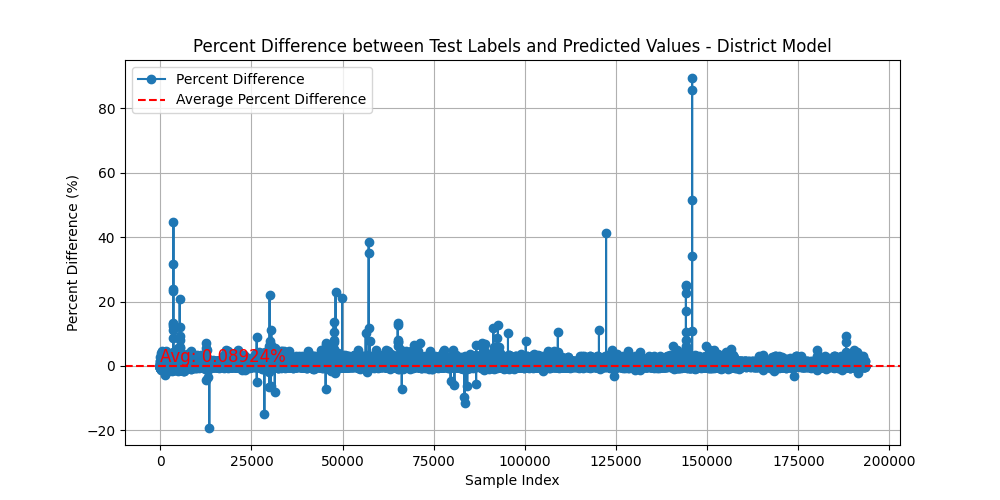 Percent Difference between Test Labels and Predicted Values - District Model
Percent Difference
Average Percent Difference
Percent Difference (%)
80
60
40
20
0
−20
Avg: 0.08924%
0 25000 50000 75000 100000 125000 150000 175000 200000
Sample Index